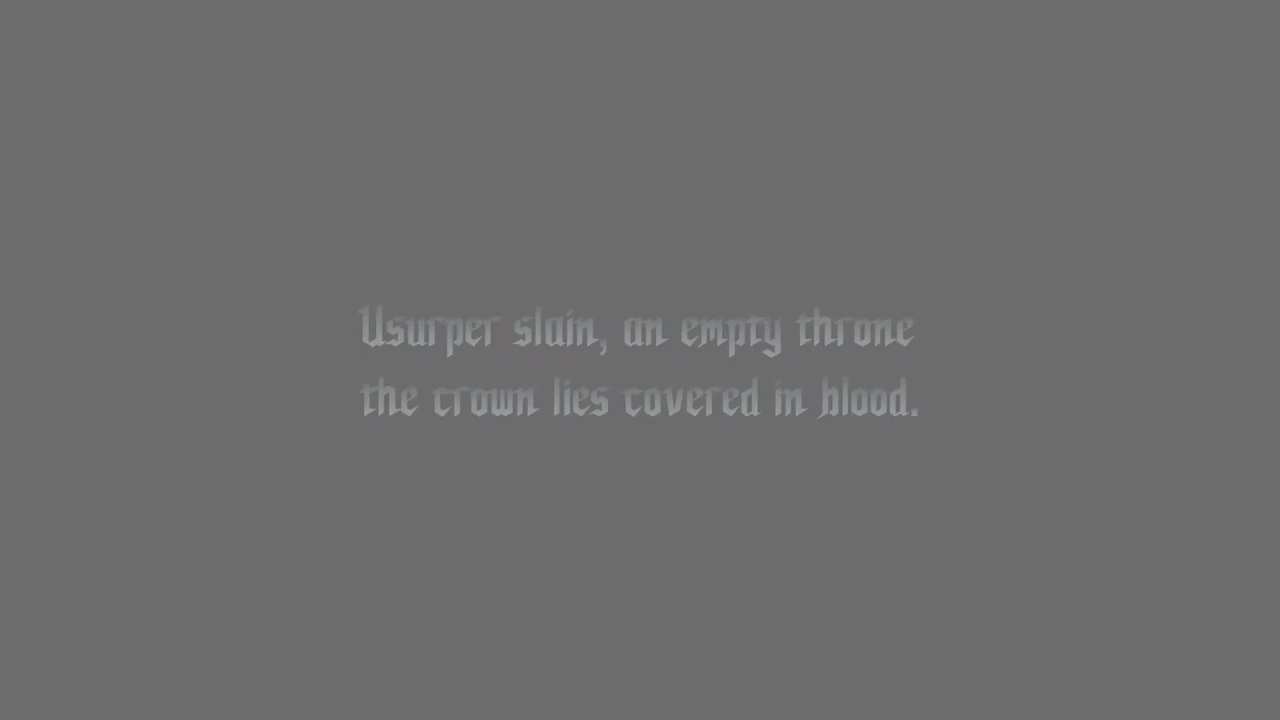 Usurper slain, an empty throne
the crown lies covered in blood.